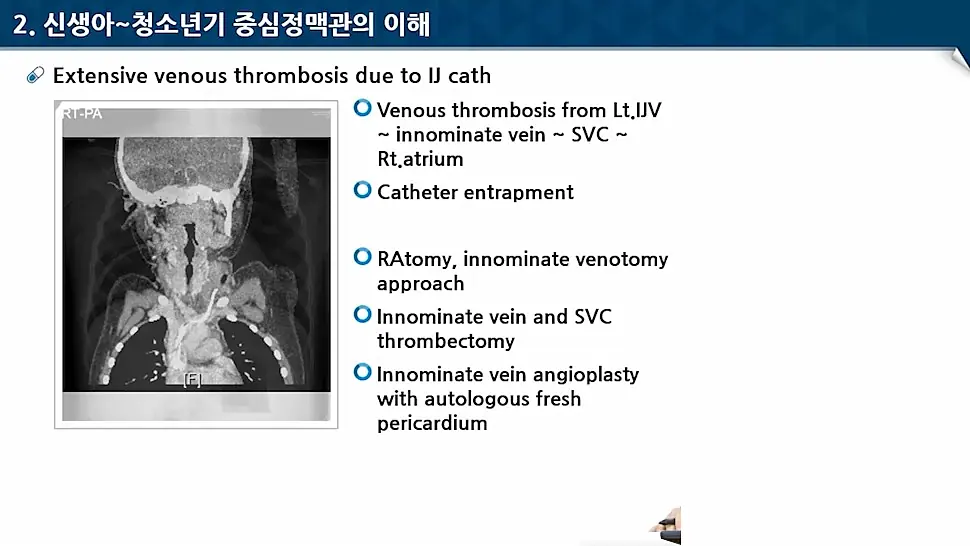 2. 신생아~청소년기 중심정맥관의 이해
Extensive venous thrombosis due to IJ cath
RT-PA
[F]
Venous thrombosis from Lt.IJV
~ innominate vein ~ SVC ~
Rt.atrium
Catheter entrapment
RAtomy, innominate venotomy
approach
Innominate vein and SVC
thrombectomy
Innominate vein angioplasty
with autologous fresh
pericardium